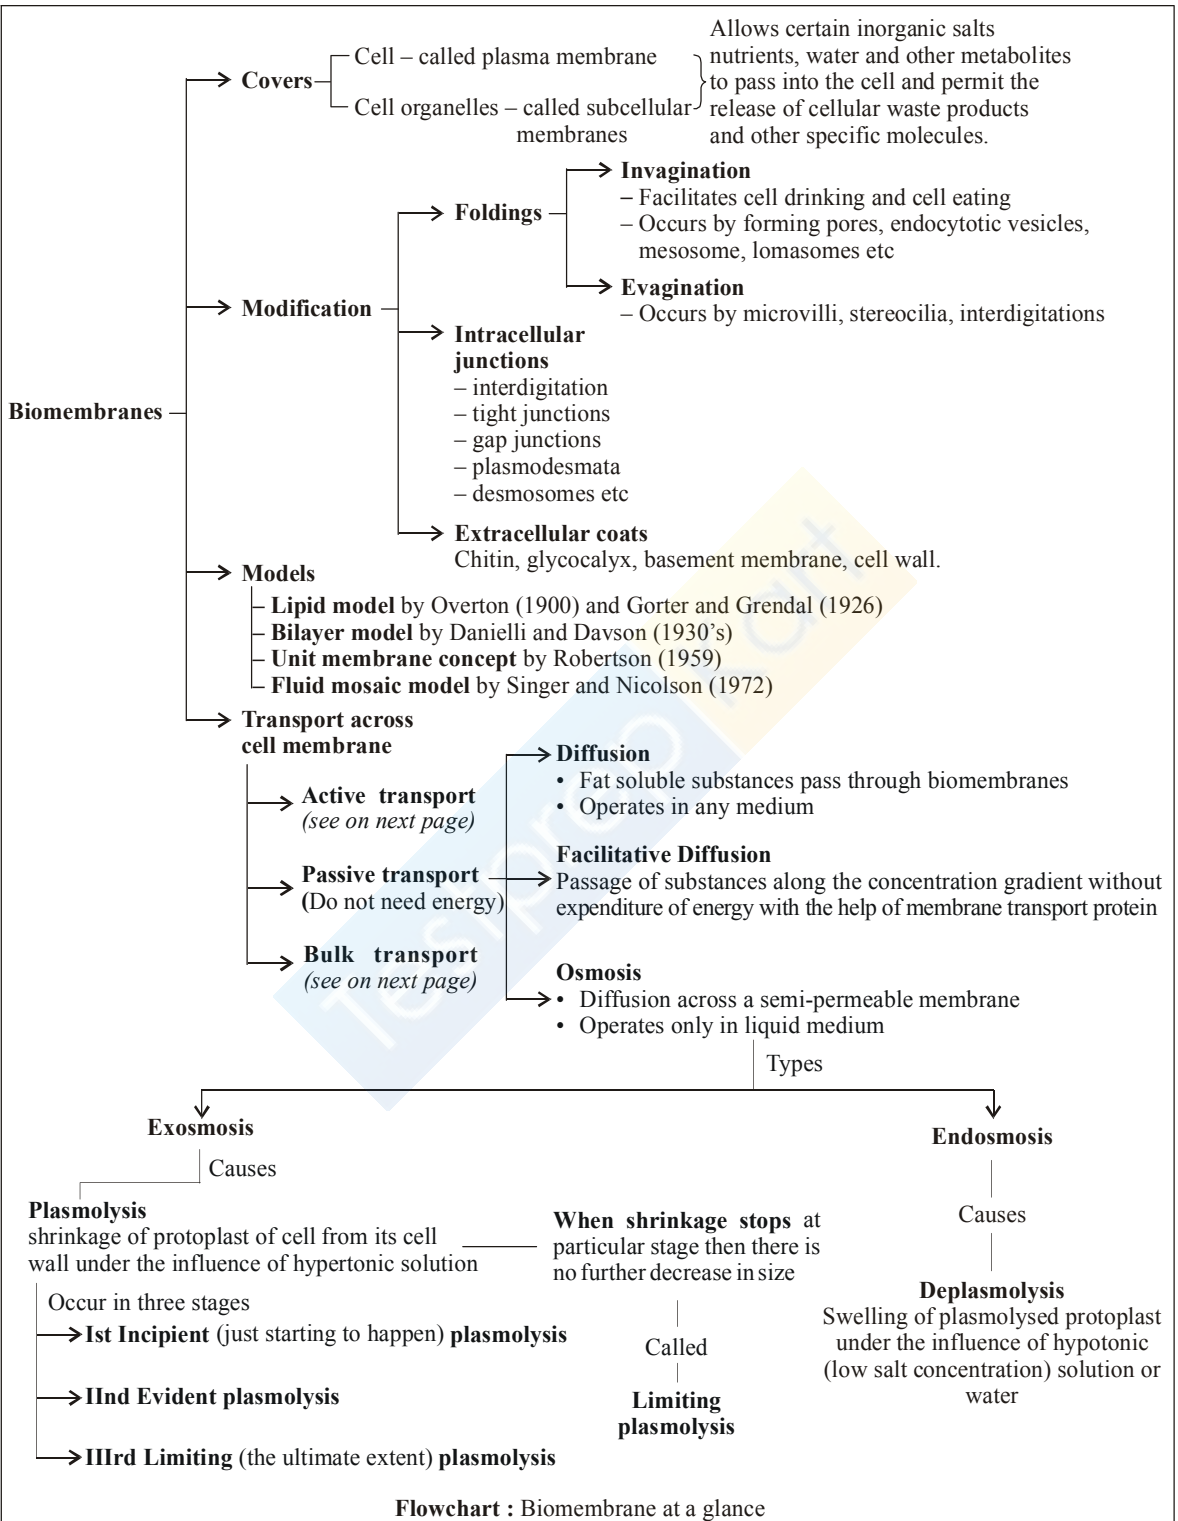 Allows certain inorganic salts
Cell – called plasma membrane
nutrients, water and other metabolites
Covers
to pass into the cell and permit the
Cell organelles – called subcellular
membranes
release of cellular waste products
and other specific molecules.
Invagination
– Facilitates cell drinking and cell eating
Foldings
– Occurs by forming pores, endocytotic vesicles,
mesosome, lomasomes etc
Evagination
Modification
– Occurs by microvilli, stereocilia, interdigitations
Intracellular
junctions
– interdigitation
Biomembranes
– tight junctions
– gap junctions
– plasmodesmata
– desmosomes etc
Extracellular coats
Chitin, glycocalyx, basement membrane, cell wall.
Models
– Lipid model by Overton (1900) and Gorter and Grendal (1926)
– Bilayer model by Danielli and Davson (1930's)
– Unit membrane concept by Robertson (1959)
– Fluid mosaic model by Singer and Nicolson (1972)
Transport across
cell membrane
Diffusion
• Fat soluble substances pass through biomembranes
• Operates in any medium
Active transport
(see on next page)
Facilitative Diffusion
Passage of substances along the concentration gradient without
expenditure of energy with the help of membrane transport protein
Passive transport
(Do not need energy)
Bulk transport
(see on next page)
Osmosis
• Diffusion across a semi-permeable membrane
• Operates only in liquid medium
Types
Exosmosis
Endosmosis
Causes
Plasmolysis
shrinkage of protoplast of cell from its cell
wall under the influence of hypertonic solution
When shrinkage stops at
particular stage then there is
no further decrease in size
Causes
Deplasmolysis
Swelling of plasmolysed protoplast
under the influence of hypotonic
(low salt concentration) solution or
water
Occur in three stages
Ist Incipient (just starting to happen) plasmolysis
Called
IInd Evident plasmolysis
Limiting
plasmolysis
IIIrd Limiting (the ultimate extent) plasmolysis
Flowchart : Biomembrane at a glance
Testprep Kart